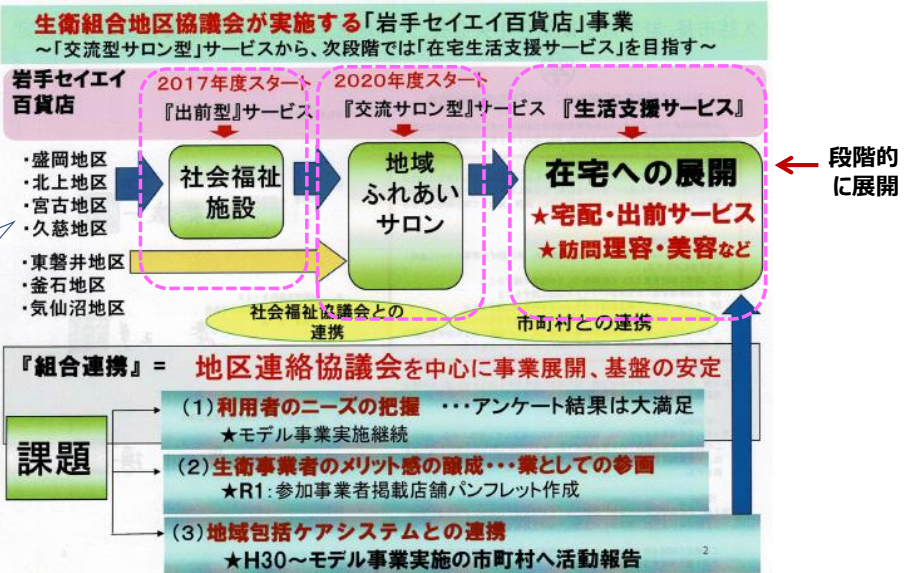 生衛組合地区協議会が実施する「岩手セイエイ百貨店」事業
～「交流型サロン型」サービスから、次段階では「在宅生活支援サービス」を目指す～
岩手セイエイ
百貨店
2017年度スタート
『出前型』サービス
2020年度スタート
『交流サロン型』サービス
『生活支援サービス』
・盛岡地区
・北上地区
・宮古地区
・久慈地区
・東磐井地区
・釜石地区
・気仙沼地区
社会福祉
施設
地域
ふれあい
サロン
在宅への展開
★宅配・出前サービス
★訪問理容・美容など
段階的
に展開
社会福祉協議会との
連携
市町村との連携
『組合連携』＝ 地区連絡協議会を中心に事業展開、基盤の安定
課題
（1）利用者のニーズの把握 ・・・アンケート結果は大満足
★モデル事業実施継続
（2）生衛事業者のメリット感の醸成・・・業としての参画
★R1：参加事業者掲載店舗パンフレット作成
（3）地域包括ケアシステムとの連携
★H30～モデル事業実施の市町村へ活動報告
2